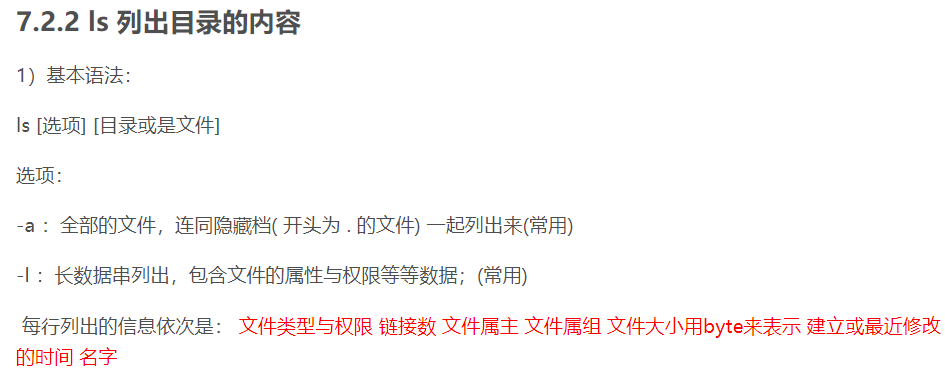 7.2.2 ls 列出目录的内容
1）基本语法：
ls [选项] [目录或是文件]
选项：
-a ：全部的文件，连同隐藏档( 开头为 . 的文件) 一起列出来(常用)
-l ：长数据串列出，包含文件的属性与权限等等数据；(常用)
每行列出的信息依次是： 文件类型与权限 链接数 文件属主 文件属组 文件大小用byte来表示 建立或最近修改
的时间 名字